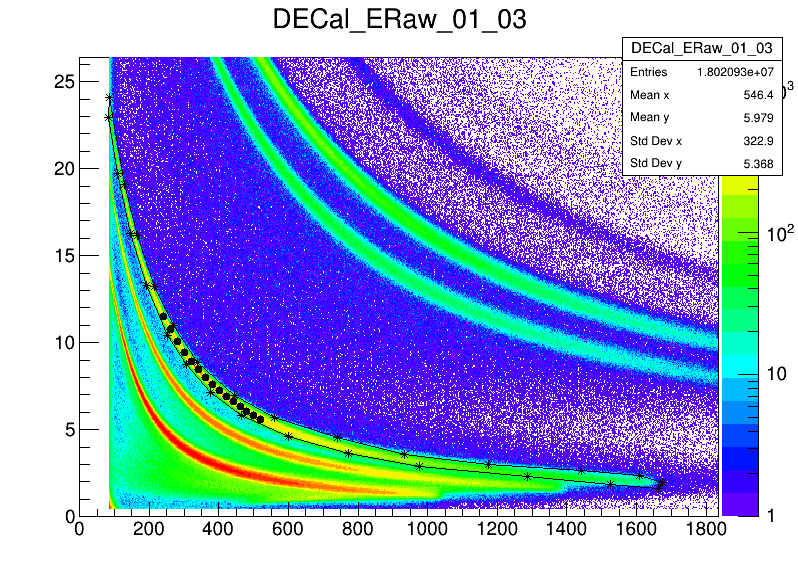 DECal_ERaw_01_03
DECal_ERaw_01_03
Entries 1.802093e+07
Mean x 546.4
Mean y 5.979
Std Dev x 322.9
Std Dev y 5.368
25
20
15
10
5
0
0 200 400 600 800 1000 1200 1400 1600 1800
10²
10
1